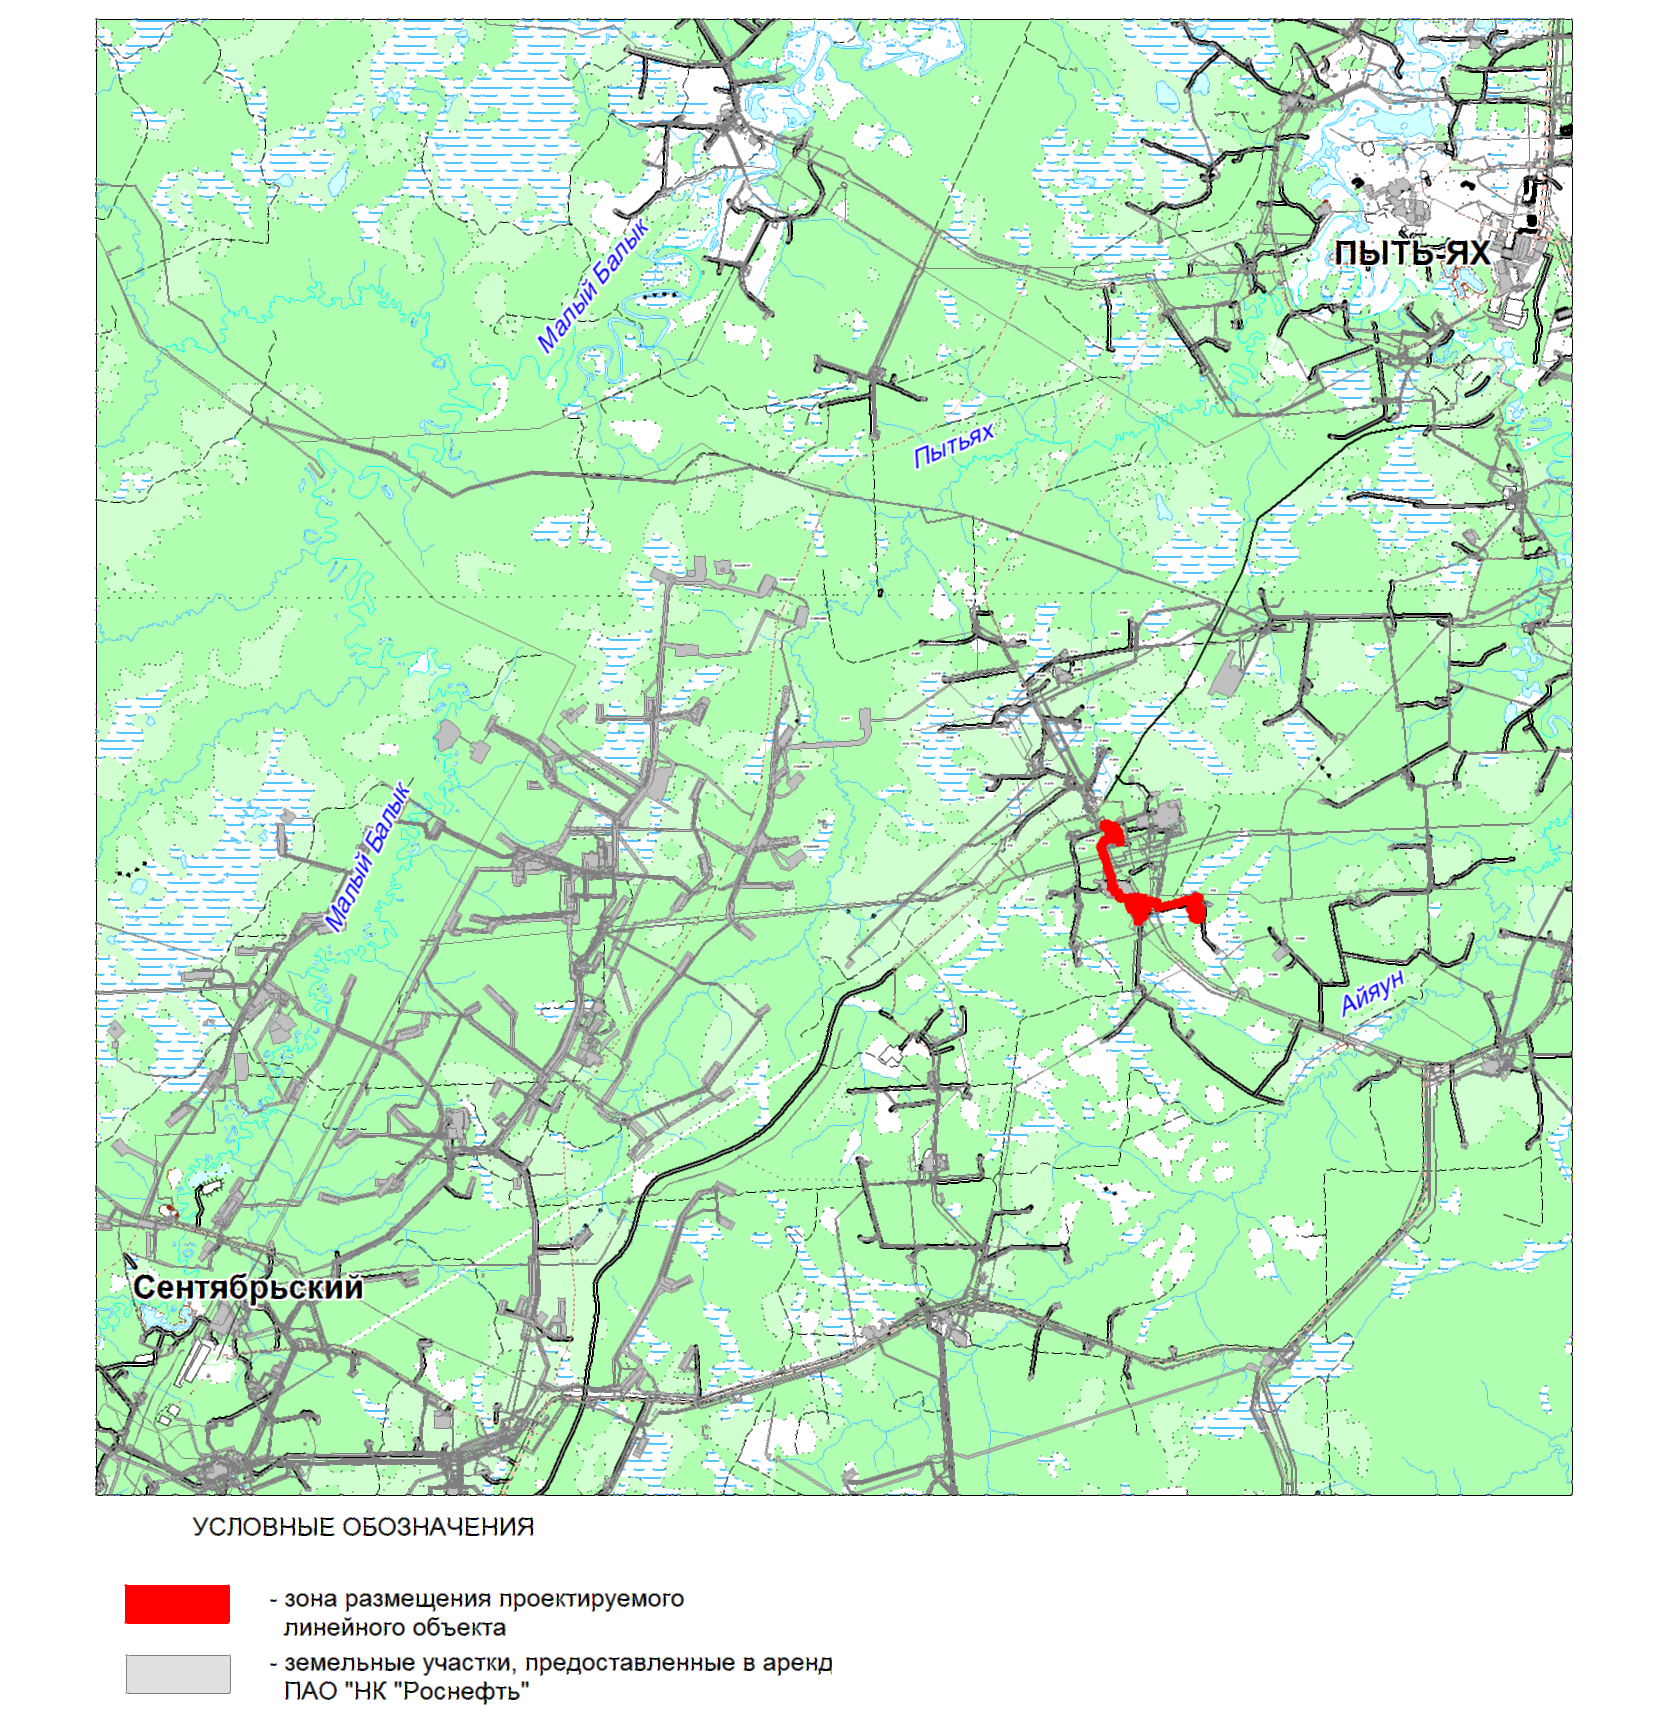 ПЫТЬ-ЯХ
Малый Балык
Пытьях
Малый Балык
Айяун
Сентябрьский
УСЛОВНЫЕ ОБОЗНАЧЕНИЯ
- зона размещения проектируемого
линейного объекта
- земельные участки, предоставленные в аренд
ПАО "НК "Роснефть"